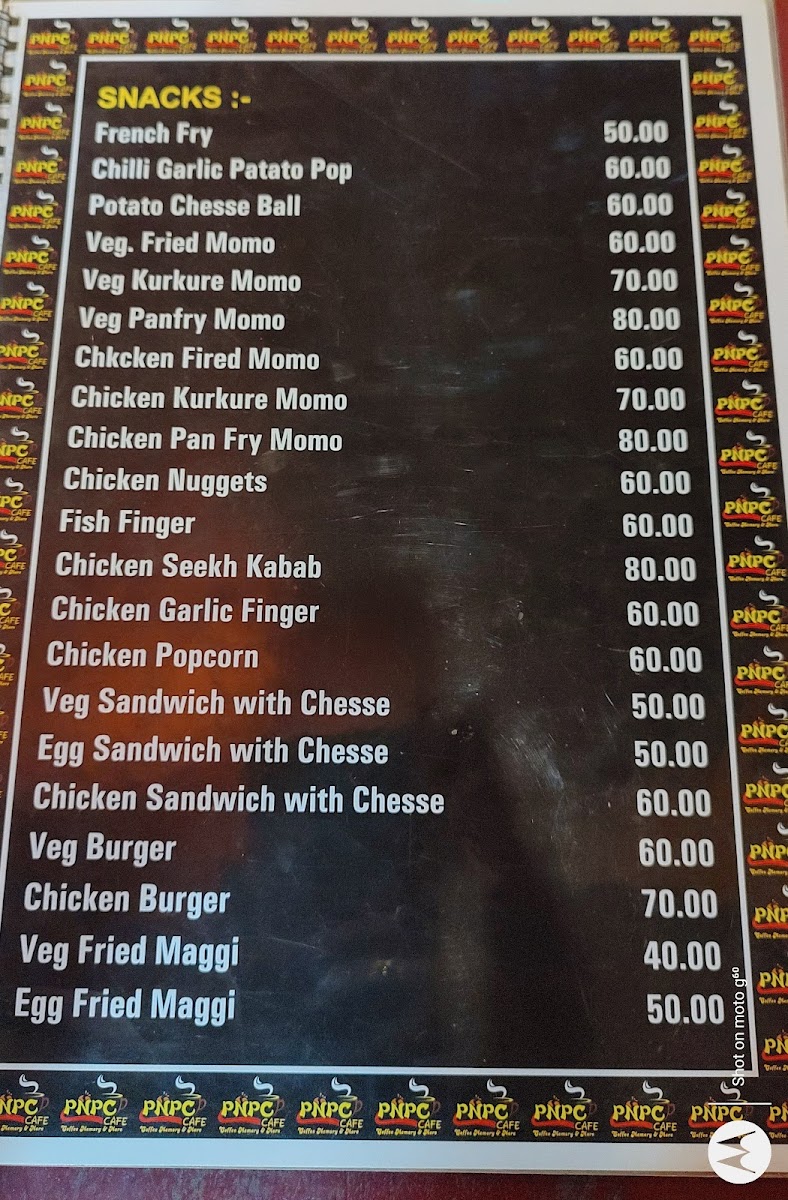 SNACKS :-
French Fry 50.00
Chilli Garlic Patato Pop 60.00
Potato Chesse Ball 60.00
Veg. Fried Momo 60.00
Veg Kurkure Momo 70.00
Veg Panfry Momo 80.00
Chkcken Fired Momo 60.00
Chicken Kurkure Momo 70.00
Chicken Pan Fry Momo 80.00
Chicken Nuggets 60.00
Fish Finger 60.00
Chicken Seekh Kabab 80.00
Chicken Garlic Finger 60.00
Chicken Popcorn 60.00
Veg Sandwich with Chesse 50.00
Egg Sandwich with Chesse 50.00
Chicken Sandwich with Chesse 60.00
Veg Burger 60.00
Chicken Burger 70.00
Veg Fried Maggi 40.00
Egg Fried Maggi 50.00
PNPC CAFE
Coffee Memory & More
Shot on moto g⁶⁰